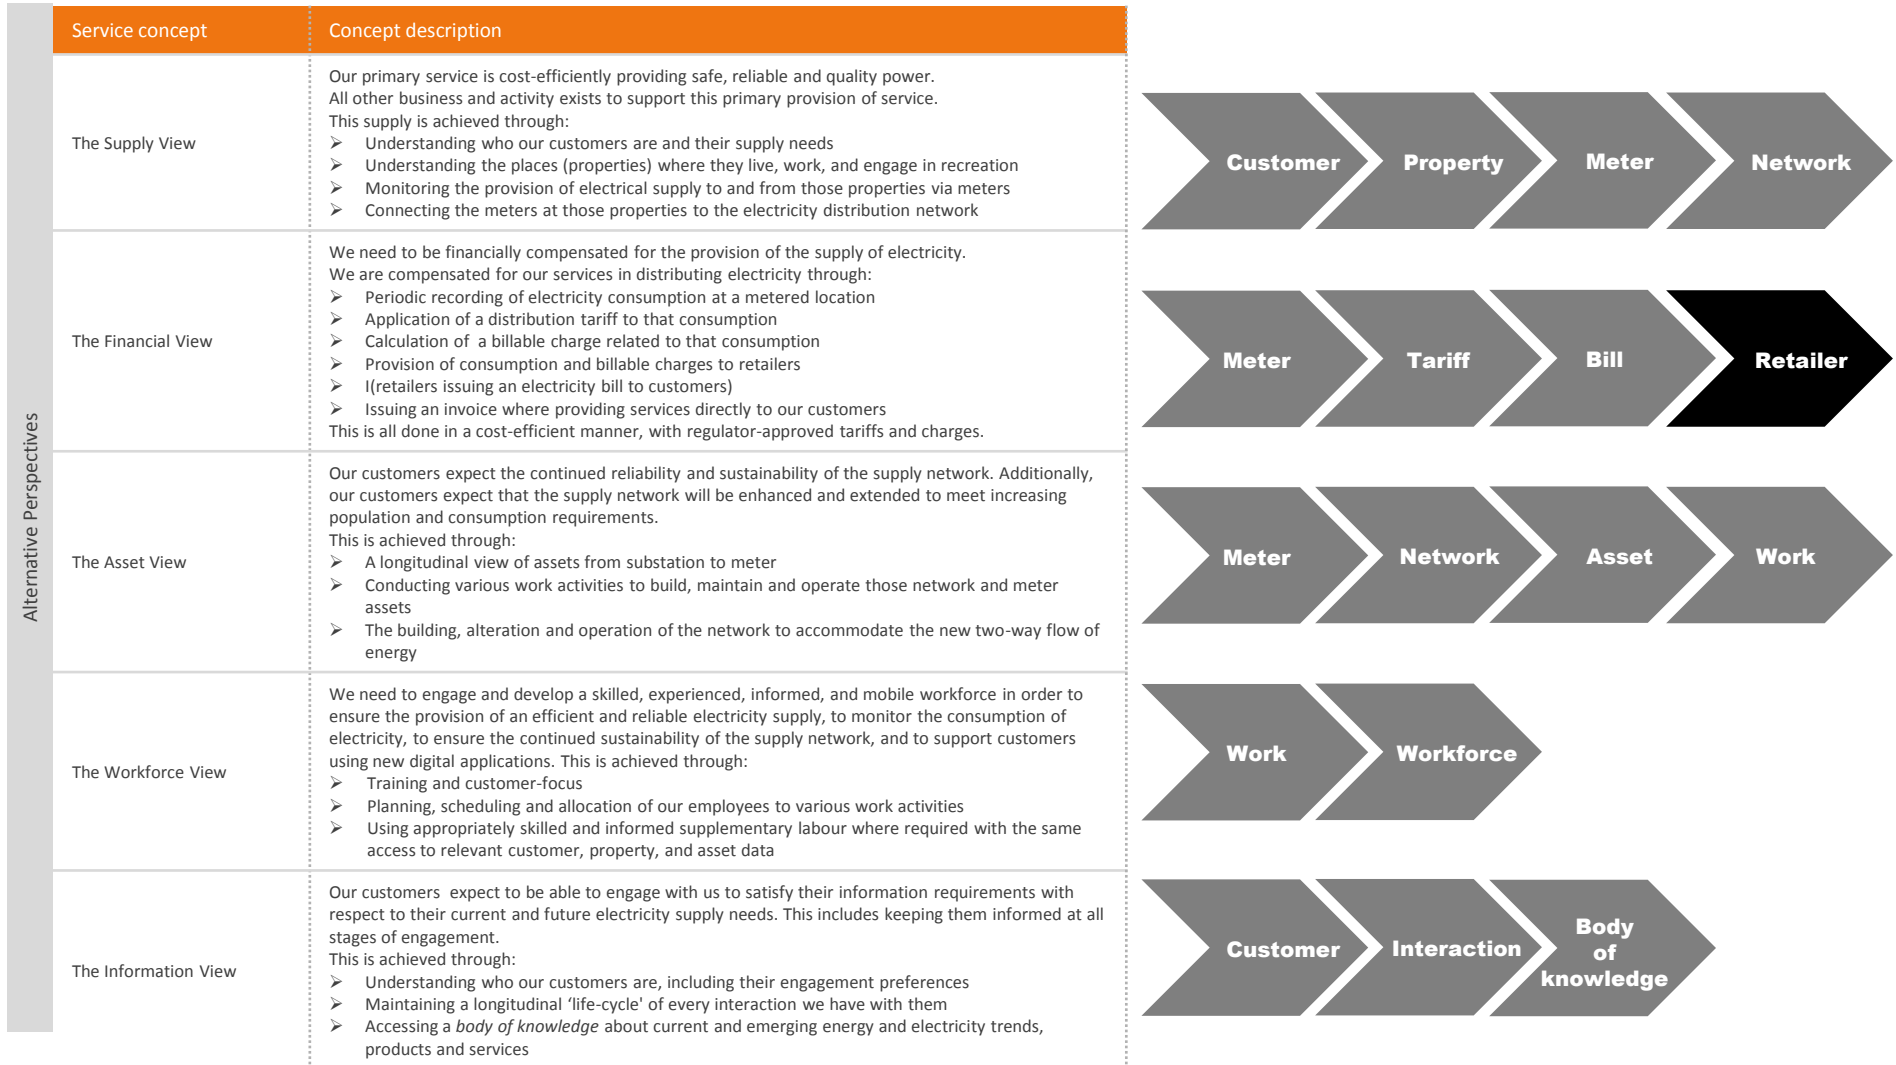 Alternative Perspectives
Service concept
Concept description
The Supply View
Our primary service is cost-efficiently providing safe, reliable and quality power.
All other business and activity exists to support this primary provision of service.
This supply is achieved through:
➢ Understanding who our customers are and their supply needs
➢ Understanding the places (properties) where they live, work, and engage in recreation
➢ Monitoring the provision of electrical supply to and from those properties via meters
➢ Connecting the meters at those properties to the electricity distribution network
Customer
Property
Meter
Network
The Financial View
We need to be financially compensated for the provision of the supply of electricity.
We are compensated for our services in distributing electricity through:
➢ Periodic recording of electricity consumption at a metered location
➢ Application of a distribution tariff to that consumption
➢ Calculation of  a billable charge related to that consumption
➢ Provision of consumption and billable charges to retailers
➢ I(retailers issuing an electricity bill to customers)
➢ Issuing an invoice where providing services directly to our customers
This is all done in a cost-efficient manner, with regulator-approved tariffs and charges.
Meter
Tariff
Bill
Retailer
The Asset View
Our customers expect the continued reliability and sustainability of the supply network. Additionally,
our customers expect that the supply network will be enhanced and extended to meet increasing
population and consumption requirements.
This is achieved through:
➢ A longitudinal view of assets from substation to meter
➢ Conducting various work activities to build, maintain and operate those network and meter
assets
➢ The building, alteration and operation of the network to accommodate the new two-way flow of
energy
Meter
Network
Asset
Work
The Workforce View
We need to engage and develop a skilled, experienced, informed, and mobile workforce in order to
ensure the provision of an efficient and reliable electricity supply, to monitor the consumption of
electricity, to ensure the continued sustainability of the supply network, and to support customers
using new digital applications. This is achieved through:
➢ Training and customer-focus
➢ Planning, scheduling and allocation of our employees to various work activities
➢ Using appropriately skilled and informed supplementary labour where required with the same
access to relevant customer, property, and asset data
Work
Workforce
The Information View
Our customers  expect to be able to engage with us to satisfy their information requirements with
respect to their current and future electricity supply needs. This includes keeping them informed at all
stages of engagement.
This is achieved through:
➢ Understanding who our customers are, including their engagement preferences
➢ Maintaining a longitudinal ‘life-cycle' of every interaction we have with them
➢ Accessing a body of knowledge about current and emerging energy and electricity trends,
products and services
Customer
Interaction
Body
of
knowledge